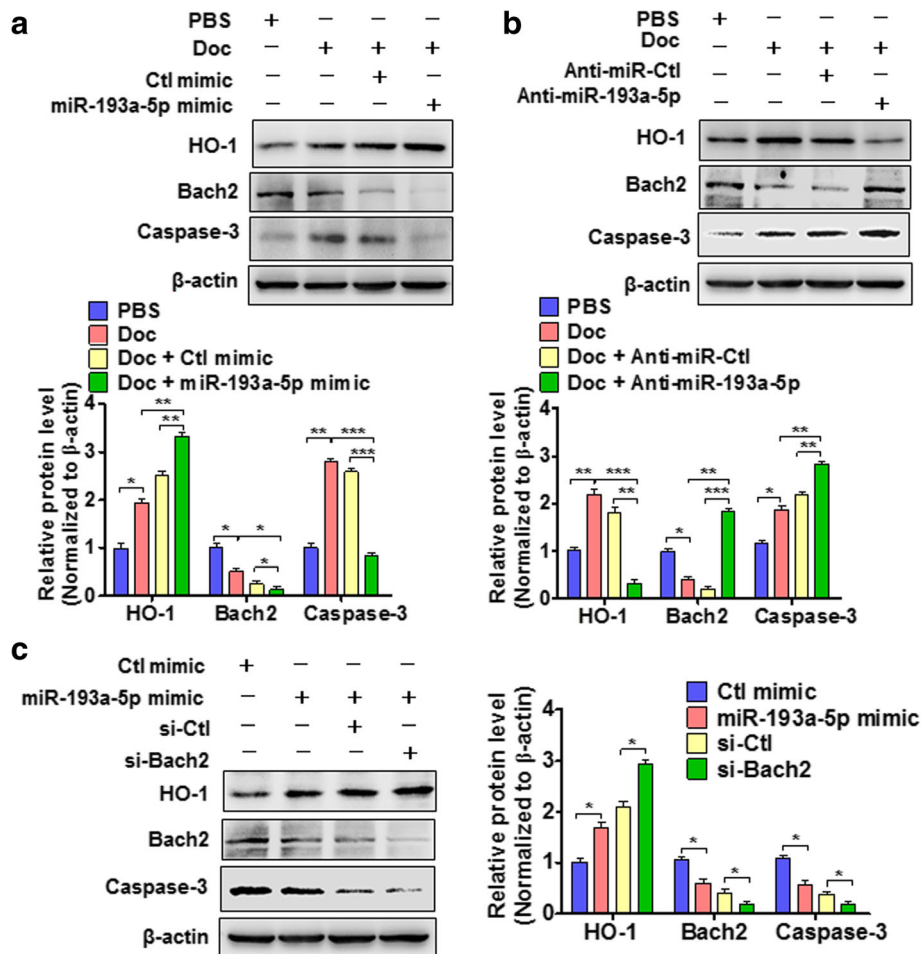 a
PBS + − − −
Doc − + + +
Ctl mimic − − + −
miR-193a-5p mimic − − − +
HO-1
Bach2
Caspase-3
β-actin
PBS
Doc
Doc + Ctl mimic
Doc + miR-193a-5p mimic
Relative protein level
(Normalized to β-actin)
4
3
2
1
0
** ** * * * * ** *** ***
HO-1 Bach2 Caspase-3
b
PBS + − − −
Doc − + + +
Anti-miR-Ctl − − + −
Anti-miR-193a-5p − − − +
HO-1
Bach2
Caspase-3
β-actin
PBS
Doc
Doc + Anti-miR-Ctl
Doc + Anti-miR-193a-5p
Relative protein level
(Normalized to β-actin)
4
3
2
1
0
** *** ** * ** *** * ** **
HO-1 Bach2 Caspase-3
c
Ctl mimic + − − −
miR-193a-5p mimic − + + +
si-Ctl − − + −
si-Bach2 − − − +
HO-1
Bach2
Caspase-3
β-actin
Ctl mimic
miR-193a-5p mimic
si-Ctl
si-Bach2
Relative protein level
(Normalized to β-actin)
4
3
2
1
0
* * * * * *
HO-1 Bach2 Caspase-3